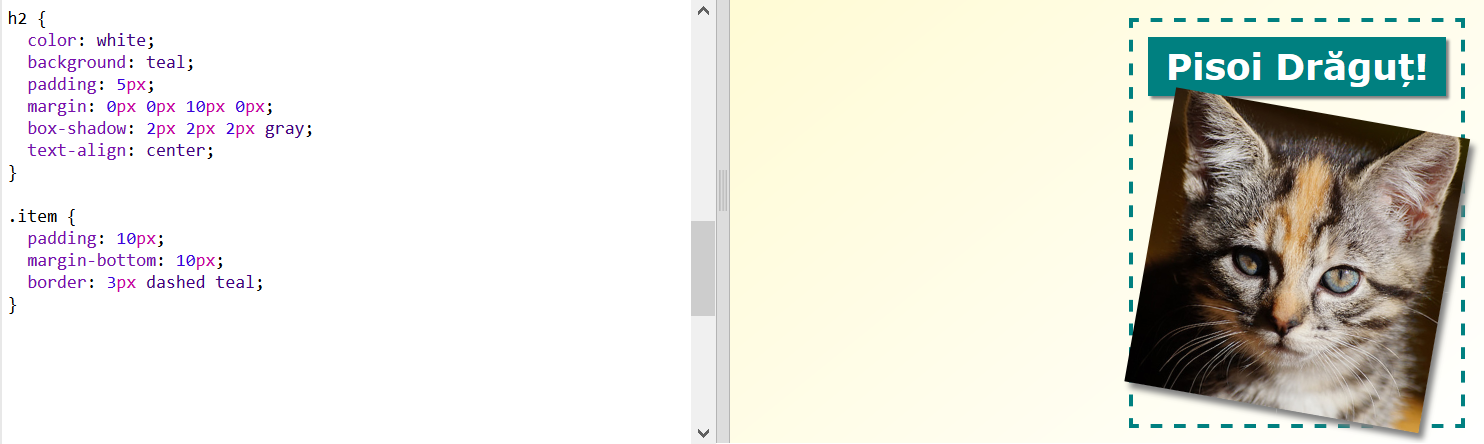 h2 {
color: white;
background: teal;
padding: 5px;
margin: 0px 0px 10px 0px;
box-shadow: 2px 2px 2px gray;
text-align: center;
}
.item {
padding: 10px;
margin-bottom: 10px;
border: 3px dashed teal;
}
Pisoi Drăguț!